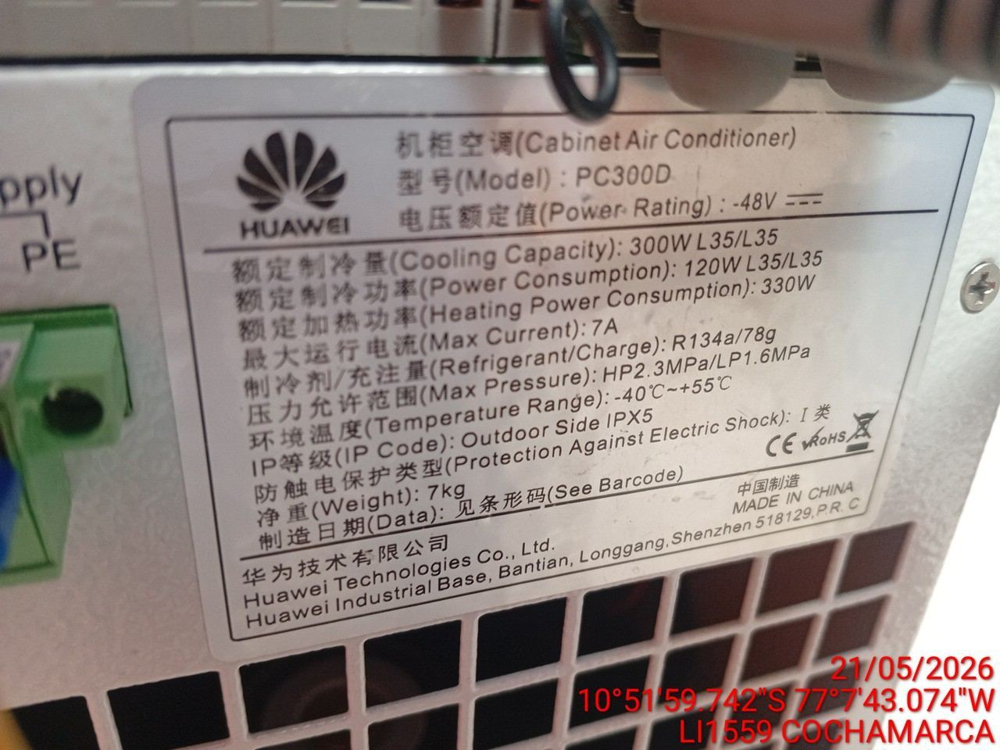 pply
PE
HUAWEI
机柜空调(Cabinet Air Conditioner)
型号(Model) : PC300D
电压额定值(Power Rating) : -48V
额定制冷量(Cooling Capacity): 300W L35/L35
额定制冷功率(Power Consumption): 120W L35/L35
额定加热功率(Heating Power Consumption): 330W
最大运行电流(Max Current): 7A
制冷剂/充注量(Refrigerant/Charge): R134a/78g
压力允许范围(Max Pressure): HP2.3MPa/LP1.6MPa
环境温度(Temperature Range): -40℃~+55℃
IP等级(IP Code): Outdoor Side IPX5
防触电保护类型(Protection Against Electric Shock): I 类
净重(Weight): 7kg
制造日期(Data): 见条形码(See Barcode)
CE RoHS
中国制造
MADE IN CHINA
华为技术有限公司
Huawei Technologies Co., Ltd.
Huawei Industrial Base, Bantian, Longgang, Shenzhen 518129, P.R. C
21/05/2026
10°51'59.742"S 77°7'43.074"W
LI1559 COCHAMARCA